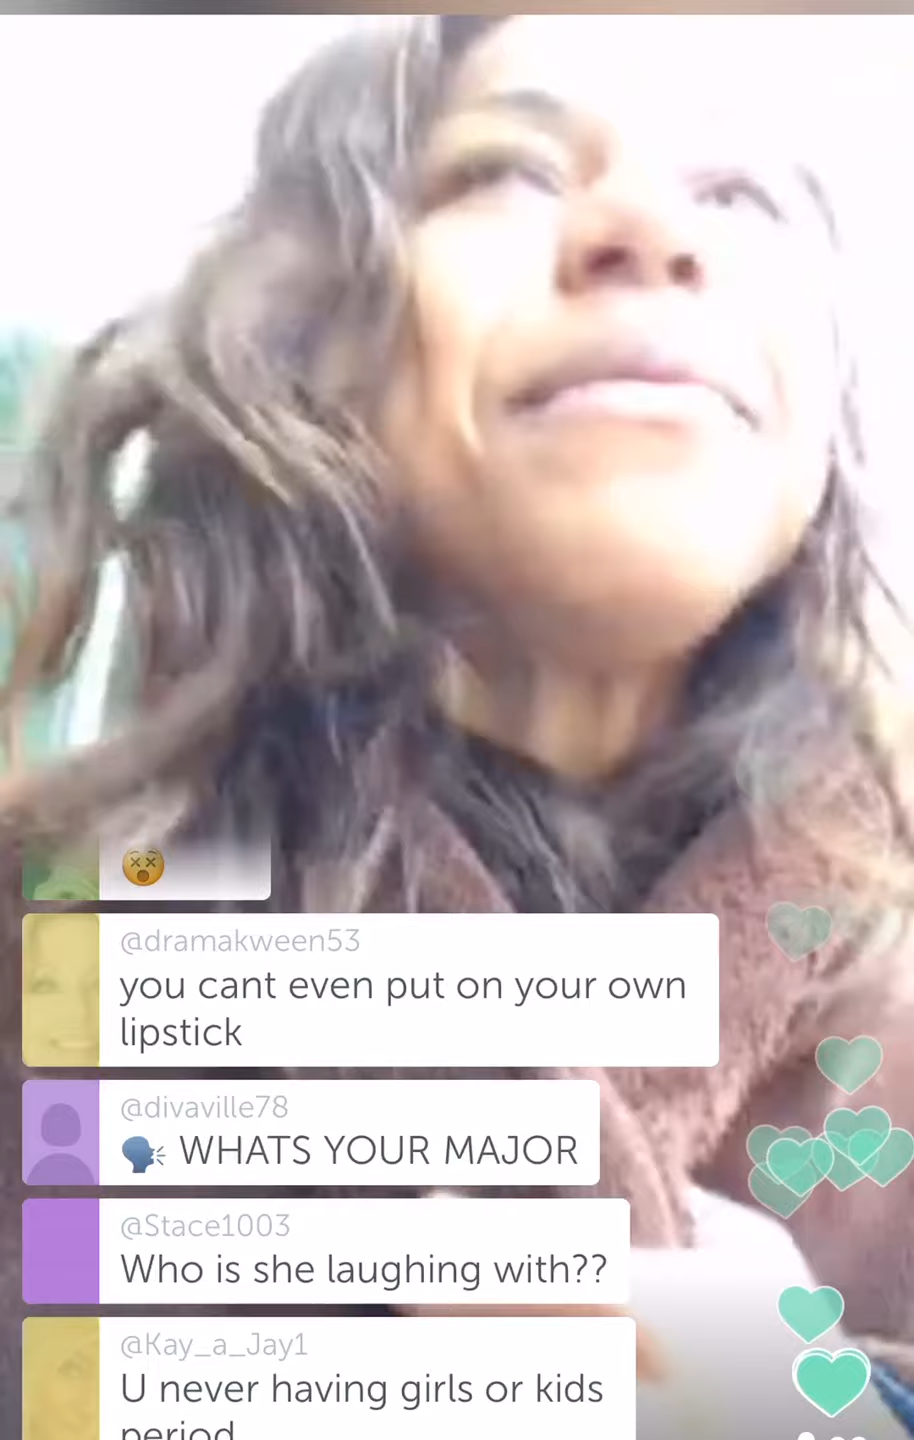 😵
@dramakween53
you cant even put on your own
lipstick
@divaville78
🗣 WHATS YOUR MAJOR
@Stace1003
Who is she laughing with??
@Kay_a_Jay1
U never having girls or kids
period